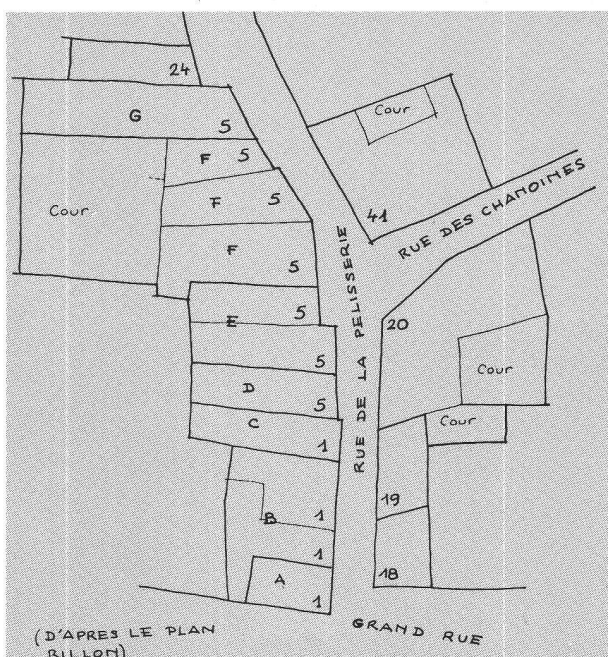 24
G 5
F 5
F 5
F 5
Cour
E 5
5
D 5
C 1
B 1
1
A 1
Cour
41
RUE DES CHANOINES
RUE DE LA PELISSERIE
20
Cour
Cour
19
18
GRAND RUE
(D'APRES LE PLAN
BILLON)